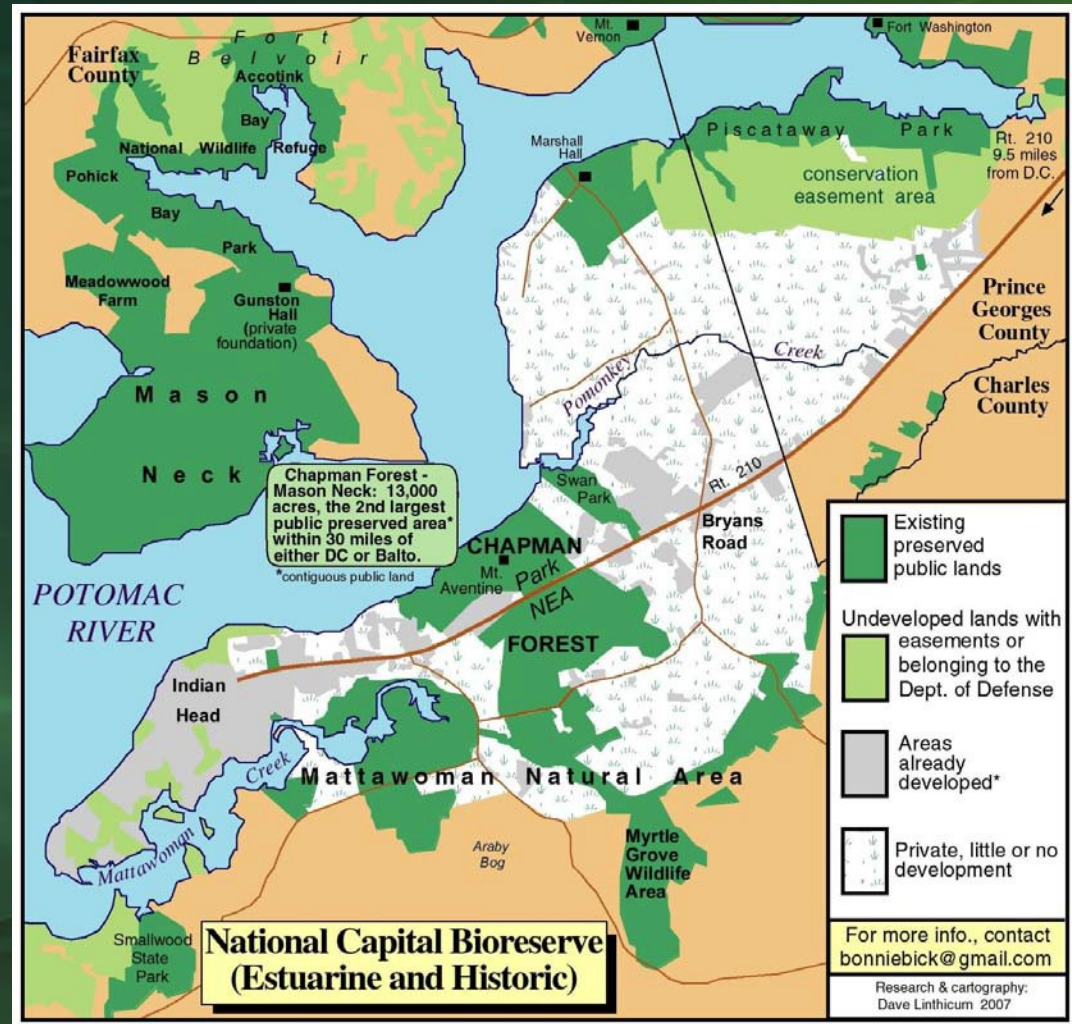 Mt.
Vernon
Fort Washington
Fairfax
County
Fort
Belvoir
Accotink
Bay
National Wildlife Refuge
Pohick
Bay
Park
Meadowwood
Farm
Gunston
Hall
(private
foundation)
Mason
Neck
Marshall
Hall
Piscataway Park
conservation
easement area
Rt. 210
9.5 miles
from D.C.
Prince
Georges
County
Charles
County
Pomonkey Creek
Chapman Forest -
Mason Neck: 13,000
acres, the 2nd largest
public preserved area*
within 30 miles of
either DC or Balto.
*contiguous public land
Swan
Park
Rt. 210
Bryans
Road
CHAPMAN
Mt.
Aventine
Park
NEA
FOREST
POTOMAC
RIVER
Indian
Head
Mattawoman Creek
Mattawoman Natural Area
Araby
Bog
Myrtle
Grove
Wildlife
Area
Smallwood
State
Park
National Capital Bioreserve
(Estuarine and Historic)
Existing
preserved
public lands
Undeveloped lands with
easements or
belonging to the
Dept. of Defense
Areas
already
developed*
Private, little or no
development
For more info., contact
bonniebick@gmail.com
Research & cartography:
Dave Linthicum 2007